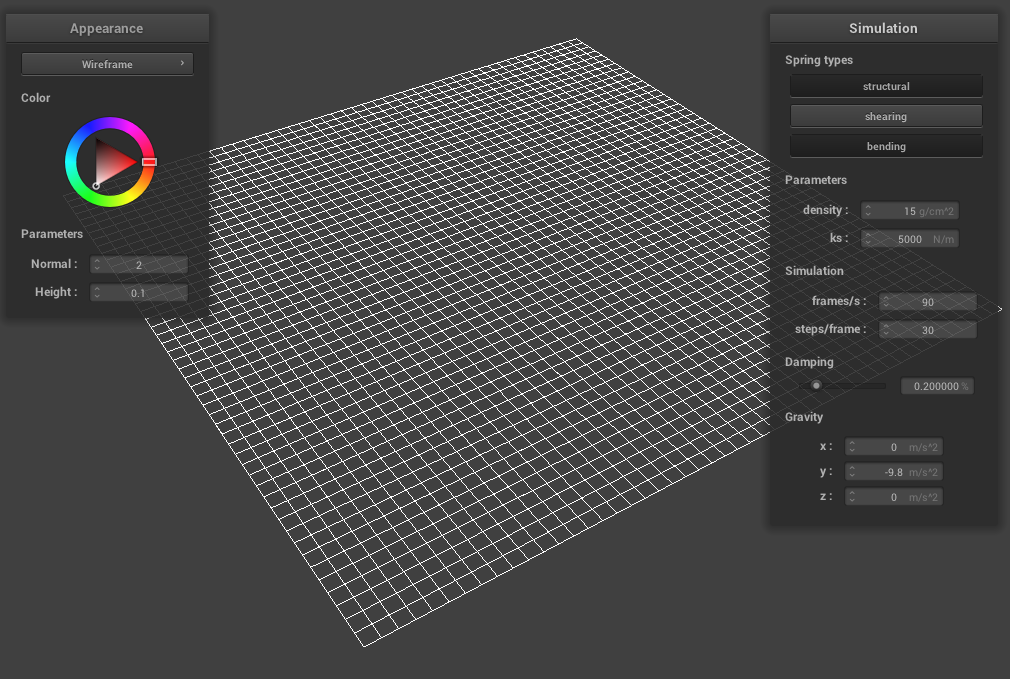 Appearance
Wireframe
Color
Parameters
Normal : 2
Height : 0.1
Simulation
Spring types
structural
shearing
bending
Parameters
density : 15 g/cm^2
ks : 5000 N/m
Simulation
frames/s : 90
steps/frame : 30
Damping
0.200000 %
Gravity
x : 0 m/s^2
y : -9.8 m/s^2
z : 0 m/s^2